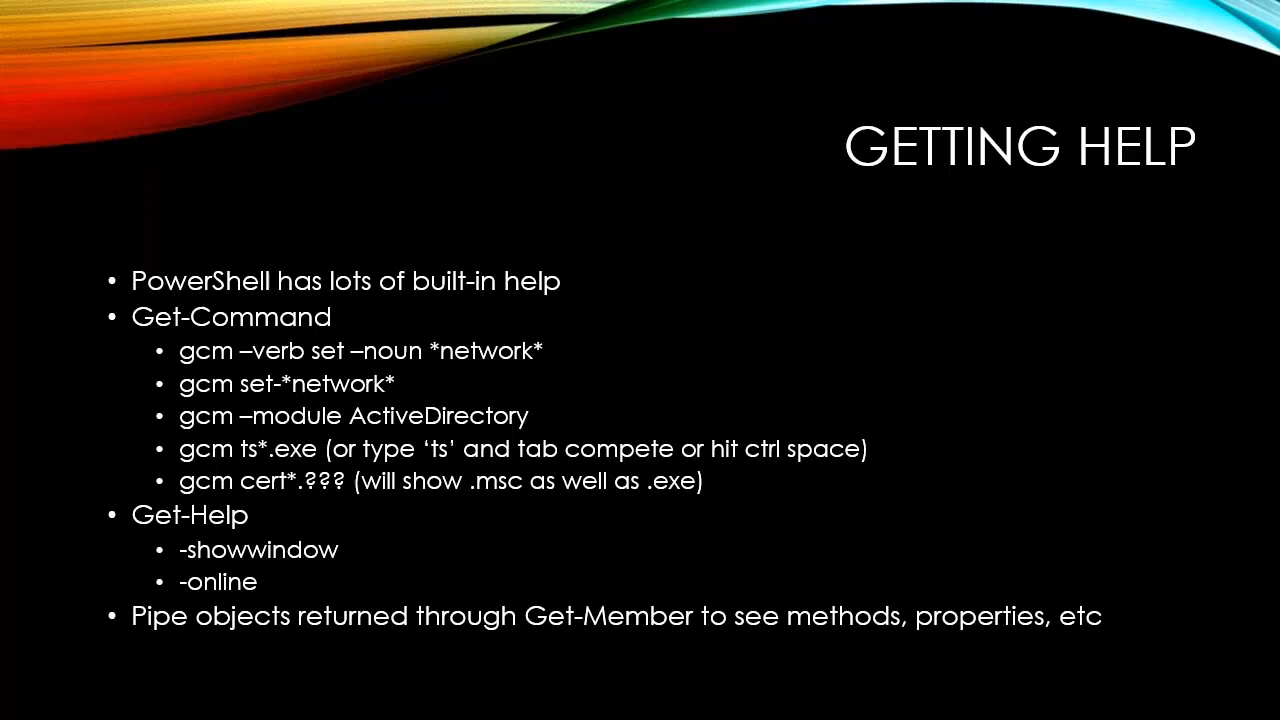 GETTING HELP
• PowerShell has lots of built-in help
• Get-Command
• gcm –verb set –noun *network*
• gcm set-*network*
• gcm –module ActiveDirectory
• gcm ts*.exe (or type ‘ts’ and tab compete or hit ctrl space)
• gcm cert*.??? (will show .msc as well as .exe)
• Get-Help
• -showwindow
• -online
• Pipe objects returned through Get-Member to see methods, properties, etc